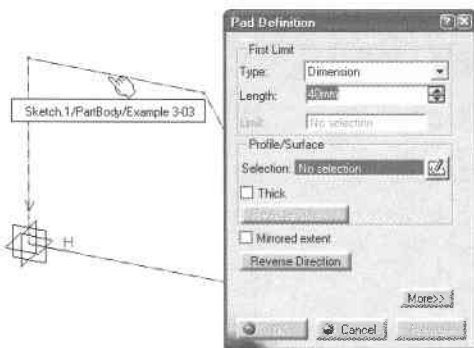 Pad Definition
First Limit
Type: Dimension
Length: 40mm
Limit: No selection
Profile/Surface
Selection: No selection
Thick
Mirrored extent
Reverse Direction
More>>
Cancel
Sketch.1/PartBody/Example 3-03
H